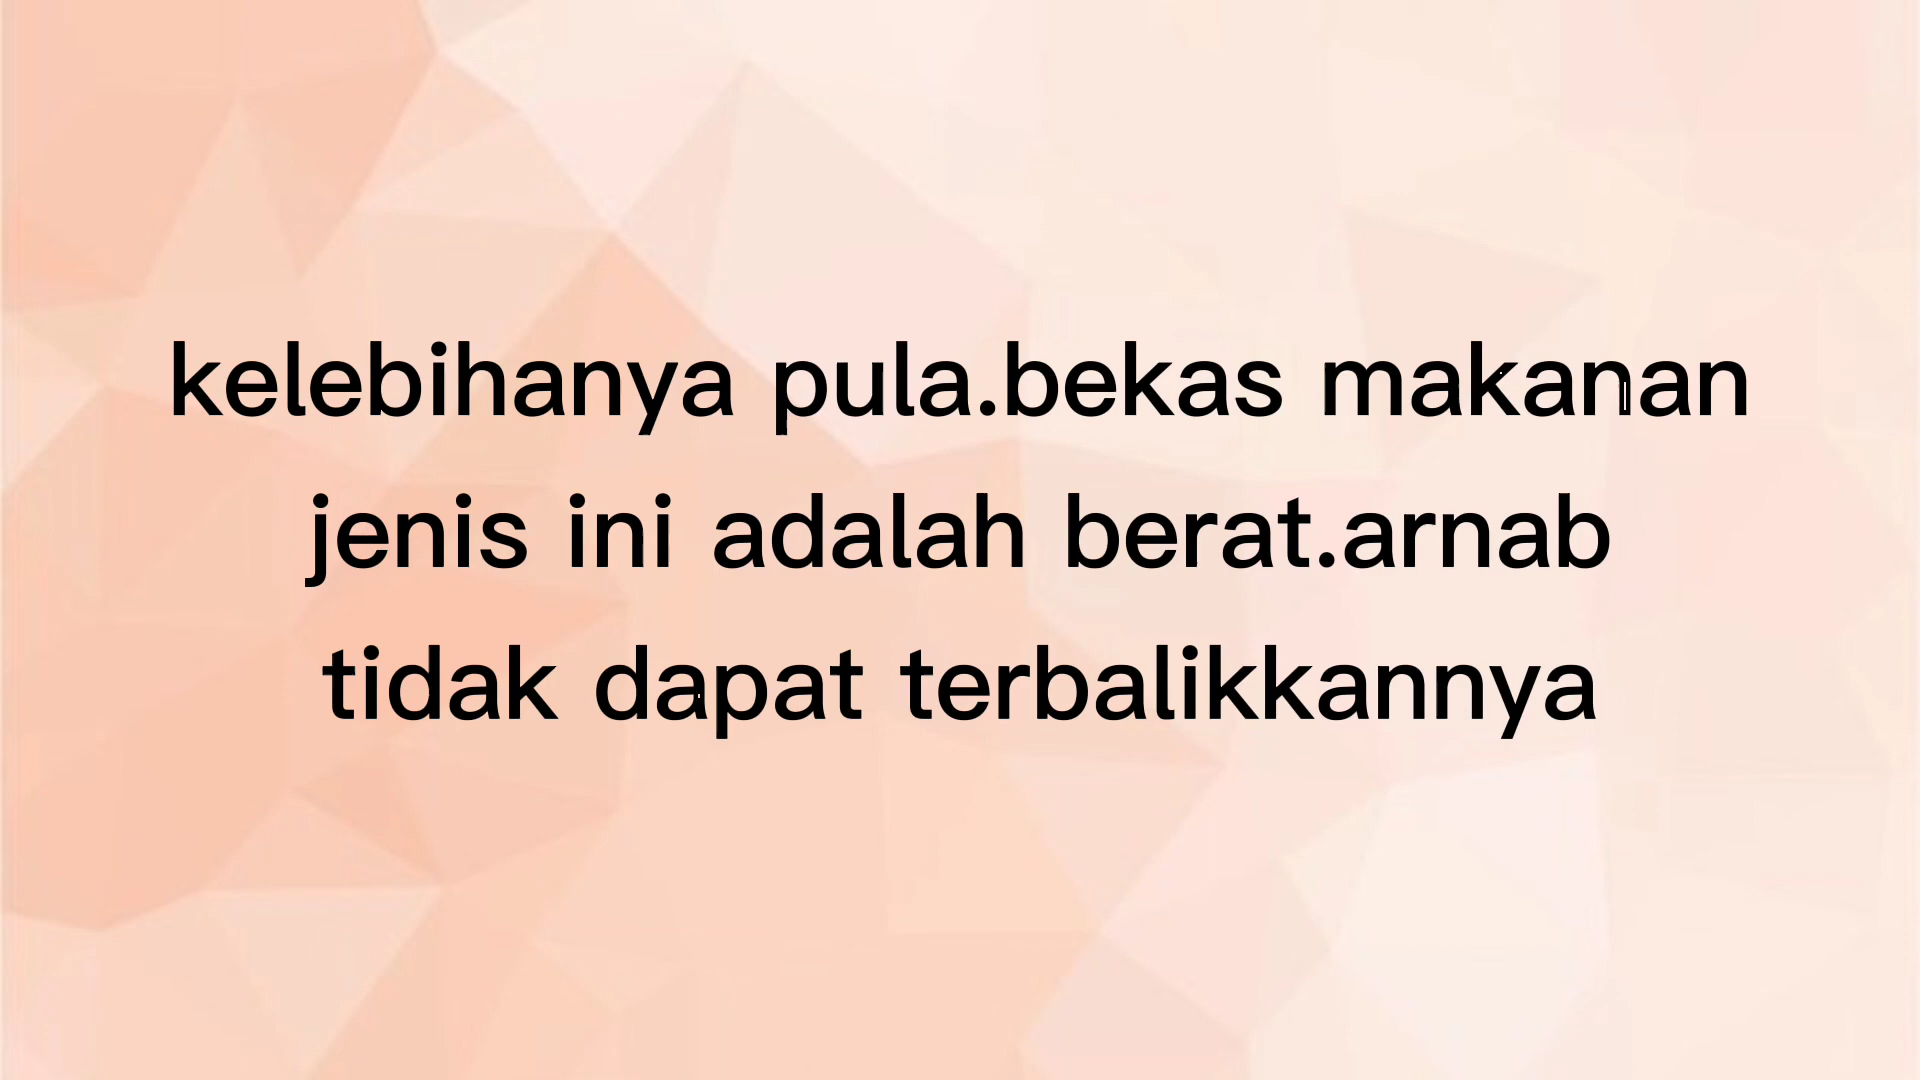 kelebihanya pula.bekas makanan
jenis ini adalah berat.arnab
tidak dapat terbalikkannya